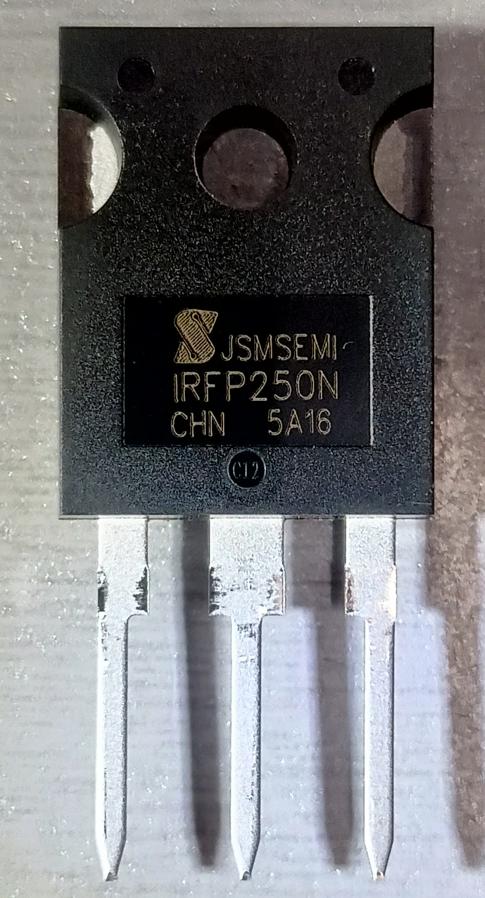 JSMSEMI
IRFP250N
CHN 5A16
C12